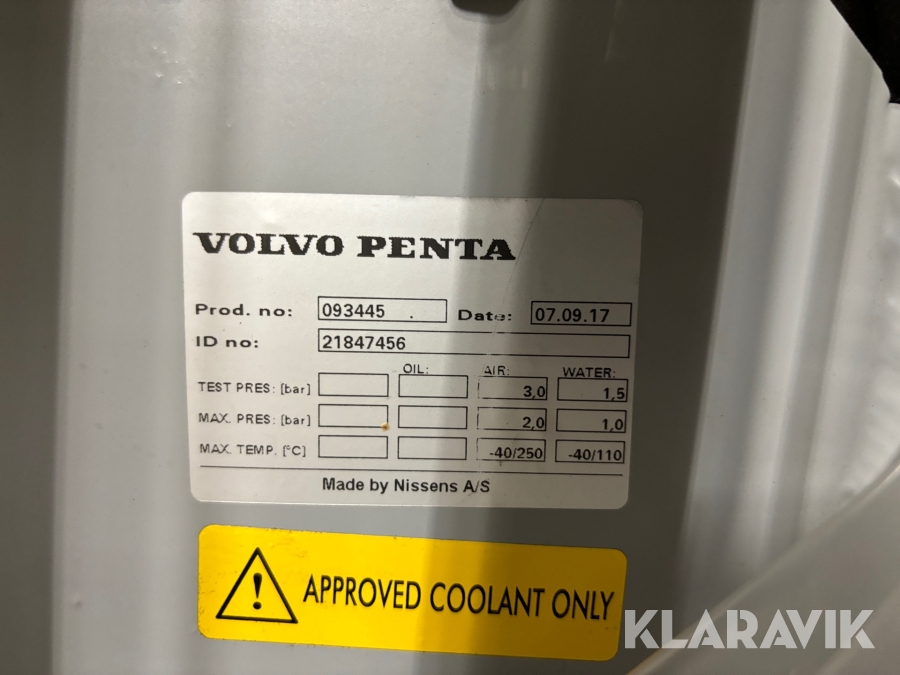 VOLVO PENTA
Prod. no: 093445 . Date: 07.09.17
ID no: 21847456
OIL: AIR: WATER:
TEST PRES: [bar] 3,0 1,5
MAX. PRES: [bar] 2,0 1,0
MAX. TEMP. [°C] -40/250 -40/110
Made by Nissens A/S
! APPROVED COOLANT ONLY
KLARAVIK